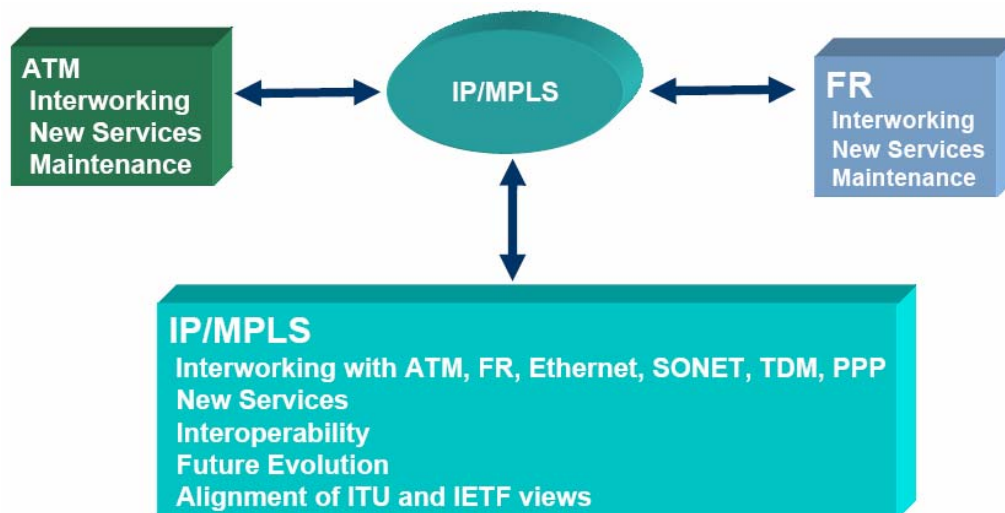 ATM
Interworking
New Services
Maintenance
IP/MPLS
FR
Interworking
New Services
Maintenance
IP/MPLS
Interworking with ATM, FR, Ethernet, SONET, TDM, PPP
New Services
Interoperability
Future Evolution
Alignment of ITU and IETF views